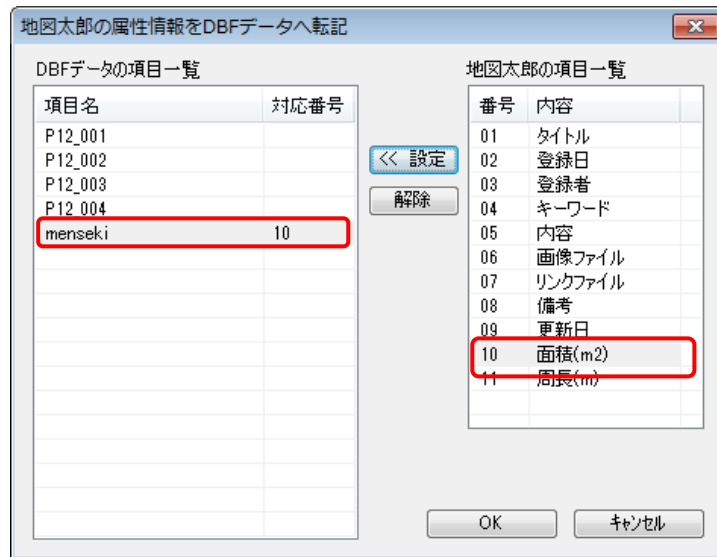 地図太郎の属性情報をDBFデータへ転記
DBFデータの項目一覧
項目名 対応番号
P12_001
P12_002
P12_003
P12_004
menseki 10
<< 設定
解除
地図太郎の項目一覧
番号 内容
01 タイトル
02 登録日
03 登録者
04 キーワード
05 内容
06 画像ファイル
07 リンクファイル
08 備考
09 更新日
10 面積(m2)
11 周長(m)
OK キャンセル